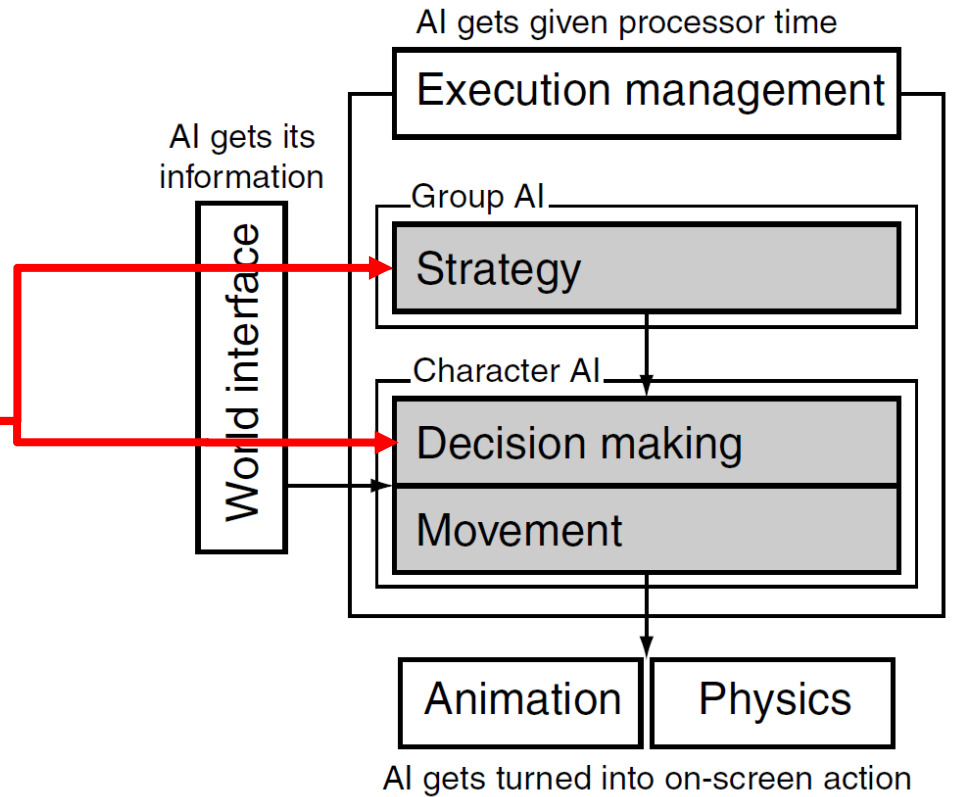 AI gets given processor time
Execution management
AI gets its
information
World interface
Group AI
Strategy
Character AI
Decision making
Movement
Animation
Physics
AI gets turned into on-screen action